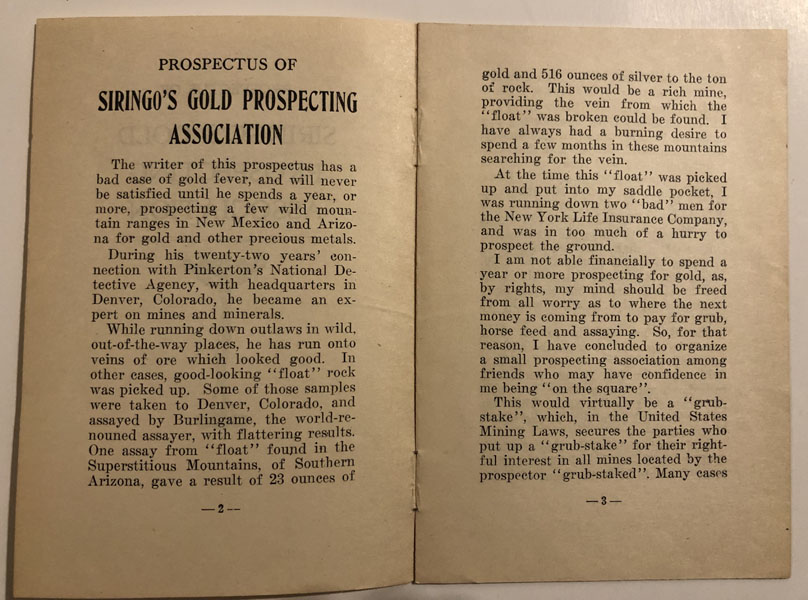 PROSPECTUS OF
SIRINGO'S GOLD PROSPECTING
ASSOCIATION
The writer of this prospectus has a
bad case of gold fever, and will never
be satisfied until he spends a year, or
more, prospecting a few wild moun-
tain ranges in New Mexico and Arizo-
na for gold and other precious metals.
During his twenty-two years' con-
nection with Pinkerton's National De-
tective Agency, with headquarters in
Denver, Colorado, he became an ex-
pert on mines and minerals.
While running down outlaws in wild,
out-of-the-way places, he has run onto
veins of ore which looked good. In
other cases, good-looking "float" rock
was picked up. Some of those samples
were taken to Denver, Colorado, and
assayed by Burlingame, the world-re-
nouned assayer, with flattering results.
One assay from "float" found in the
Superstitious Mountains, of Southern
Arizona, gave a result of 23 ounces of
—2—
gold and 516 ounces of silver to the ton
of rock. This would be a rich mine,
providing the vein from which the
"float" was broken could be found. I
have always had a burning desire to
spend a few months in these mountains
searching for the vein.
At the time this "float" was picked
up and put into my saddle pocket, I
was running down two "bad" men for
the New York Life Insurance Company,
and was in too much of a hurry to
prospect the ground.
I am not able financially to spend a
year or more prospecting for gold, as,
by rights, my mind should be freed
from all worry as to where the next
money is coming from to pay for grub,
horse feed and assaying. So, for that
reason, I have concluded to organize
a small prospecting association among
friends who may have confidence in
me being "on the square".
This would virtually be a "grub-
stake", which, in the United States
Mining Laws, secures the parties who
put up a "grub-stake" for their right-
ful interest in all mines located by the
prospector "grub-staked". Many cases
—3—